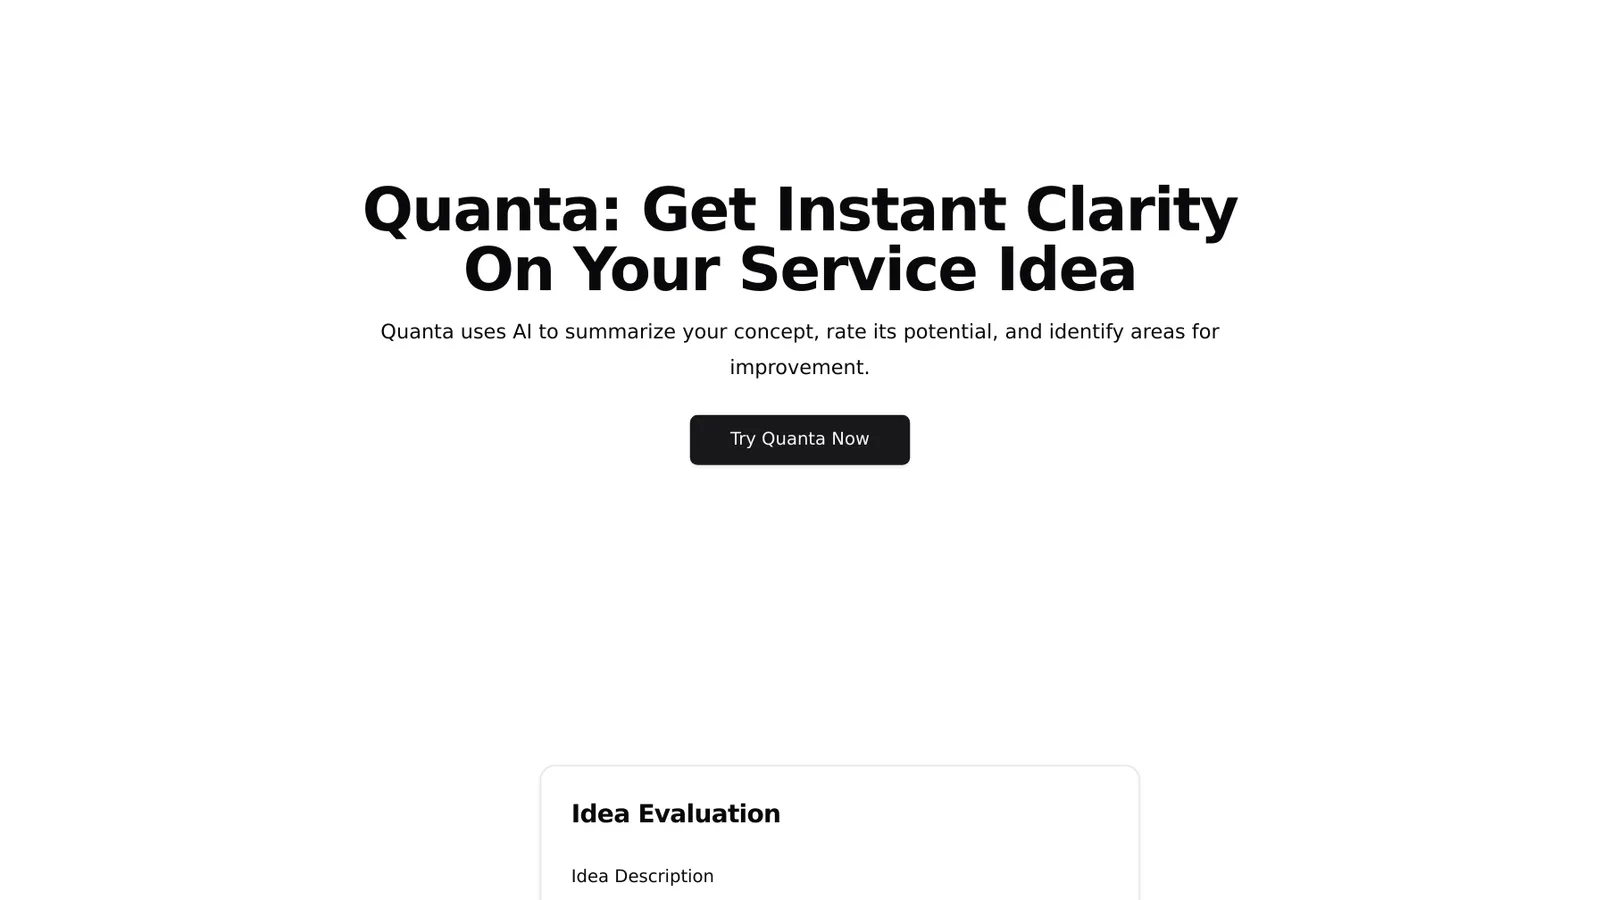 Quanta: Get Instant Clarity
On Your Service Idea
Quanta uses AI to summarize your concept, rate its potential, and identify areas for
improvement.
Try Quanta Now
Idea Evaluation
Idea Description